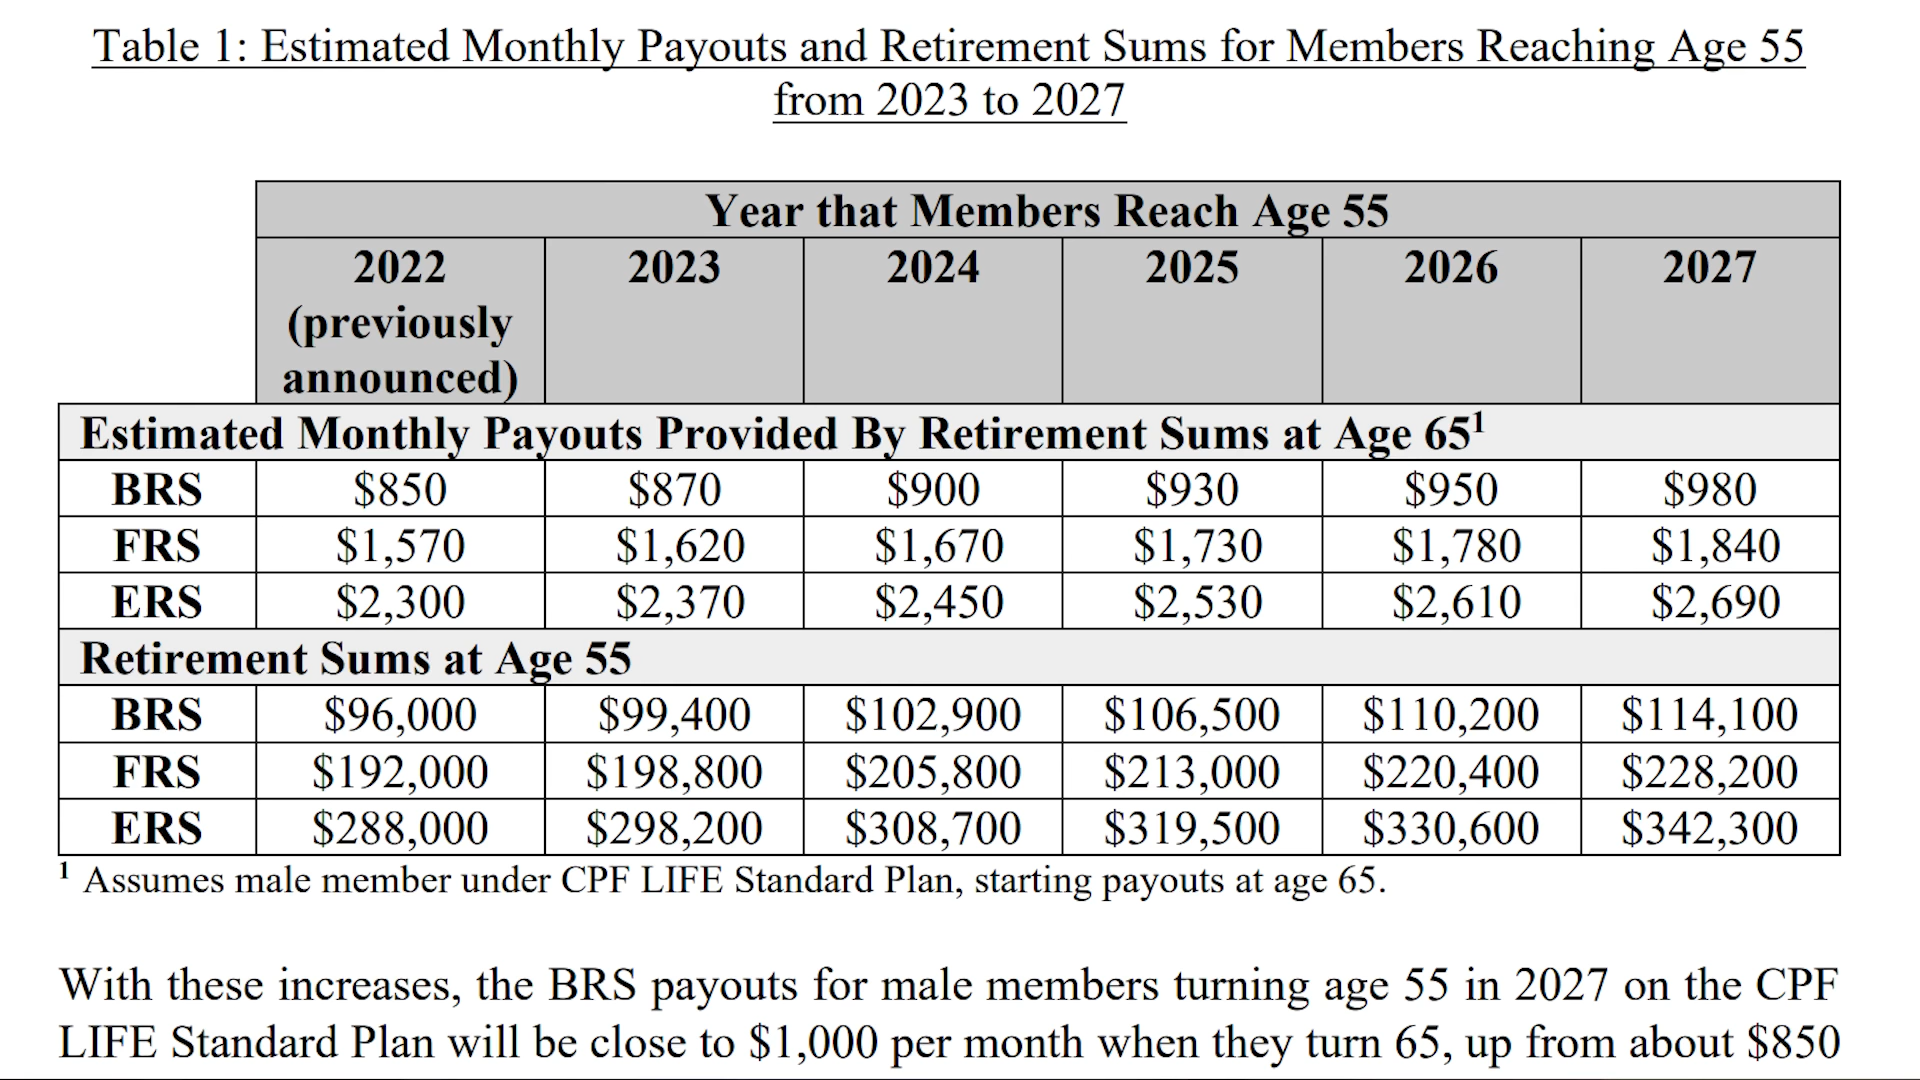 Table 1: Estimated Monthly Payouts and Retirement Sums for Members Reaching Age 55
from 2023 to 2027
Year that Members Reach Age 55
2022 (previously announced) 2023 2024 2025 2026 2027
Estimated Monthly Payouts Provided By Retirement Sums at Age 65¹
BRS $850 $870 $900 $930 $950 $980
FRS $1,570 $1,620 $1,670 $1,730 $1,780 $1,840
ERS $2,300 $2,370 $2,450 $2,530 $2,610 $2,690
Retirement Sums at Age 55
BRS $96,000 $99,400 $102,900 $106,500 $110,200 $114,100
FRS $192,000 $198,800 $205,800 $213,000 $220,400 $228,200
ERS $288,000 $298,200 $308,700 $319,500 $330,600 $342,300
¹ Assumes male member under CPF LIFE Standard Plan, starting payouts at age 65.
With these increases, the BRS payouts for male members turning age 55 in 2027 on the CPF
LIFE Standard Plan will be close to $1,000 per month when they turn 65, up from about $850